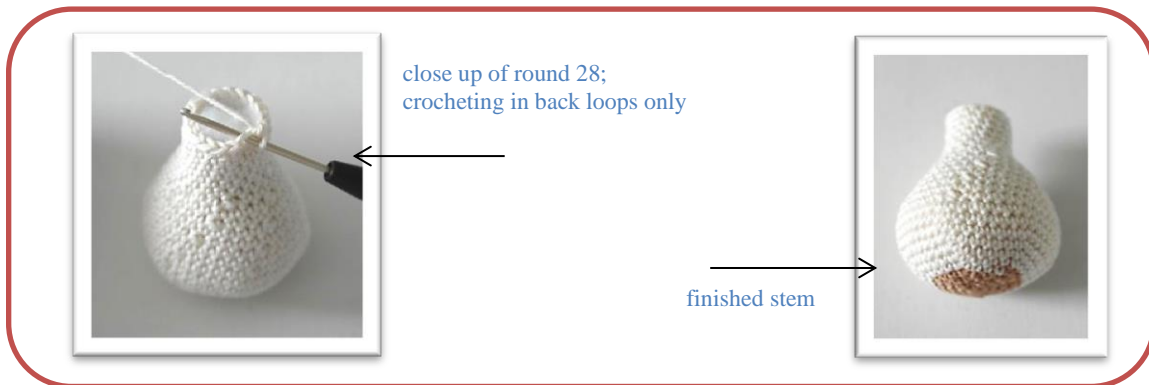 close up of round 28;
crocheting in back loops only
finished stem